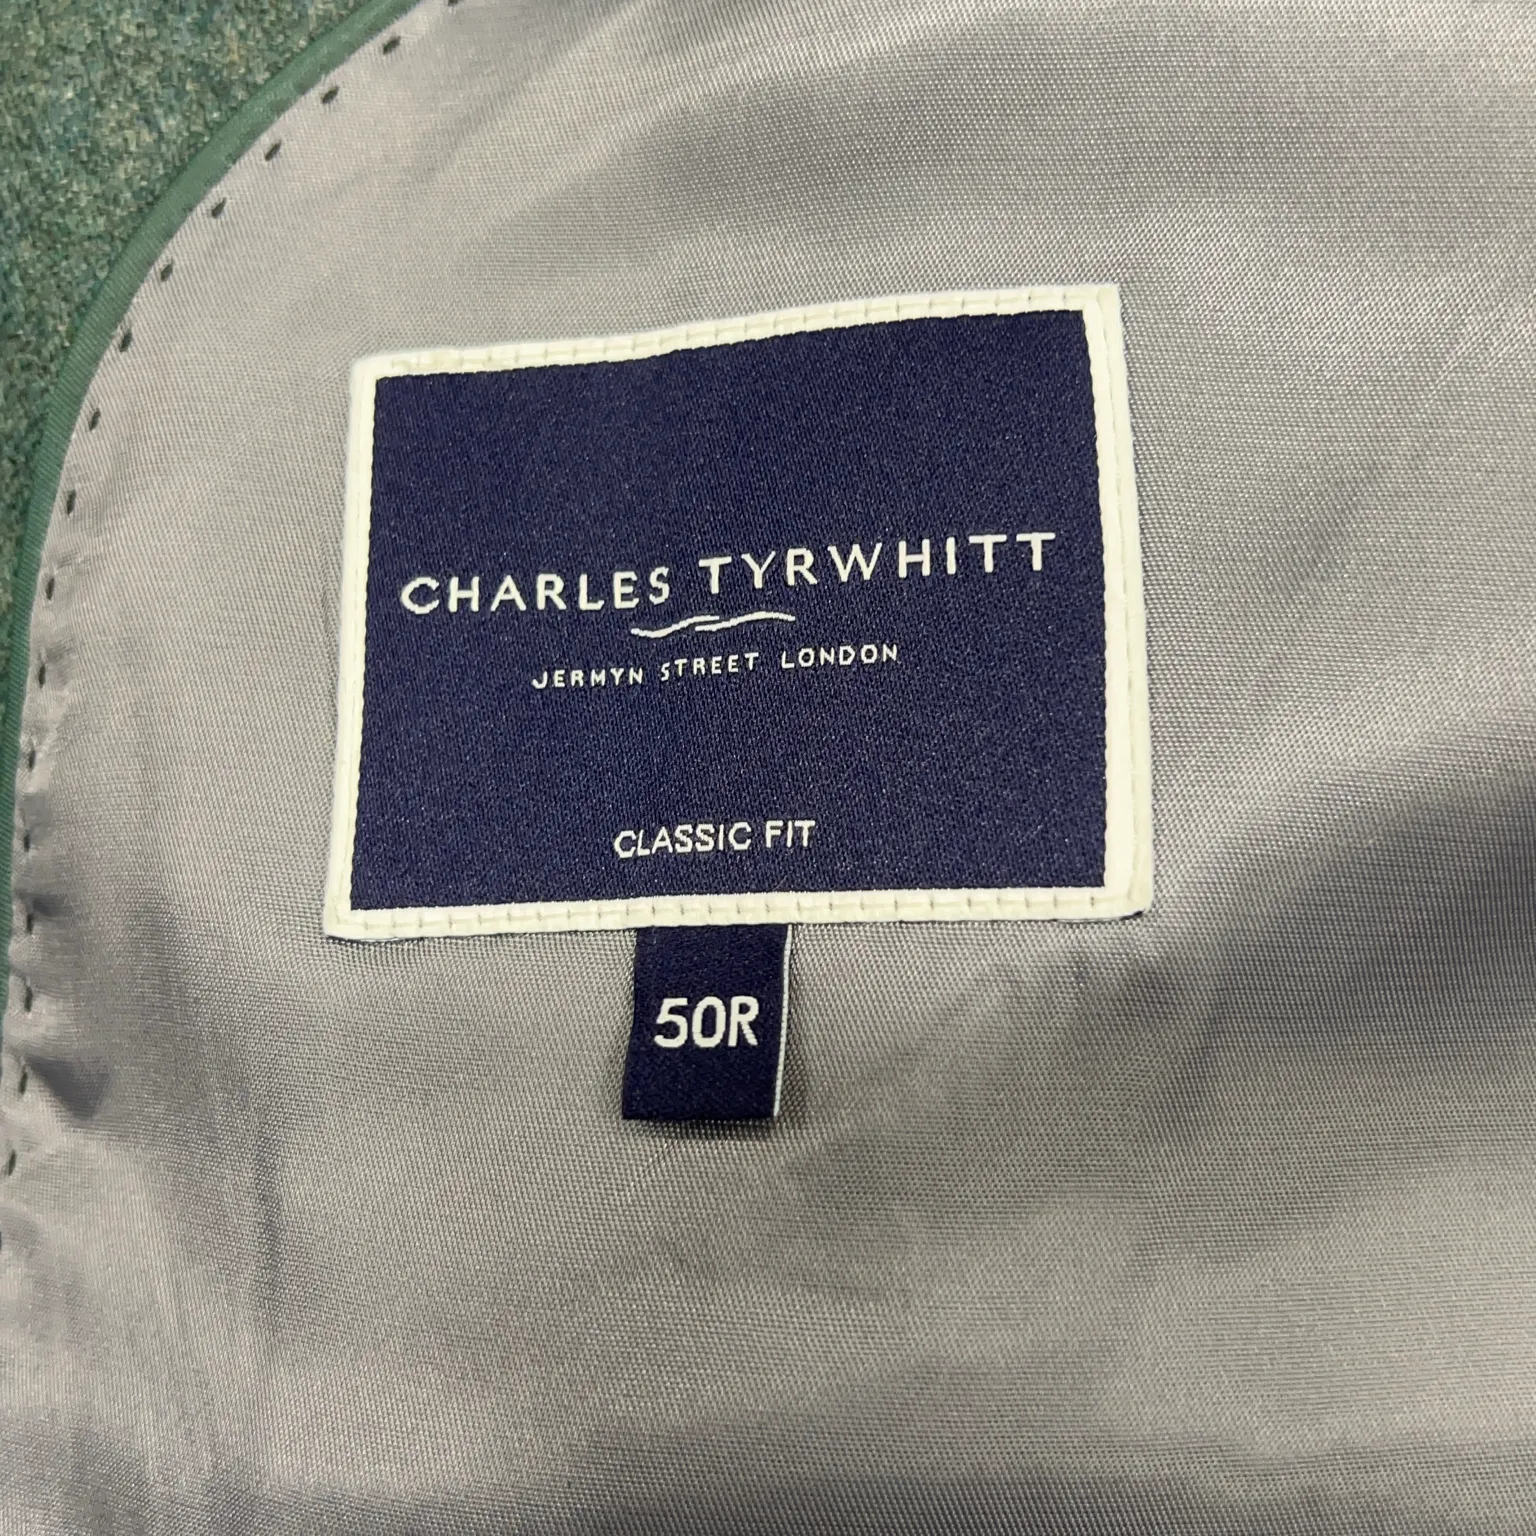 CHARLES TYRWHITT
JERMYN STREET LONDON
CLASSIC FIT
50R